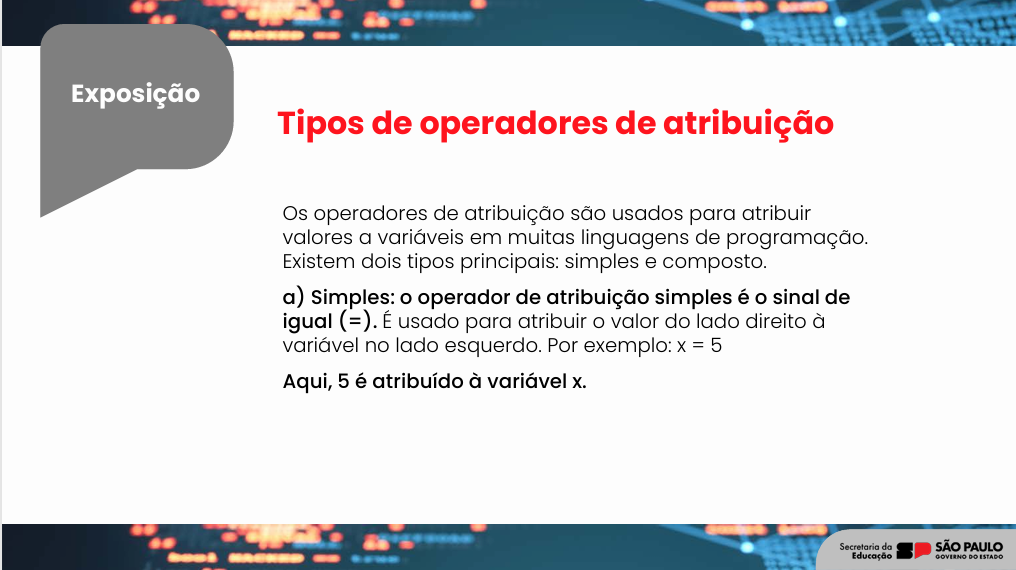 Exposição
Tipos de operadores de atribuição
Os operadores de atribuição são usados para atribuir
valores a variáveis em muitas linguagens de programação.
Existem dois tipos principais: simples e composto.
a) Simples: o operador de atribuição simples é o sinal de
igual (=). É usado para atribuir o valor do lado direito à
variável no lado esquerdo. Por exemplo: x = 5
Aqui, 5 é atribuído à variável x.
Secretaria da
Educação
SÃO PAULO
GOVERNO DO ESTADO